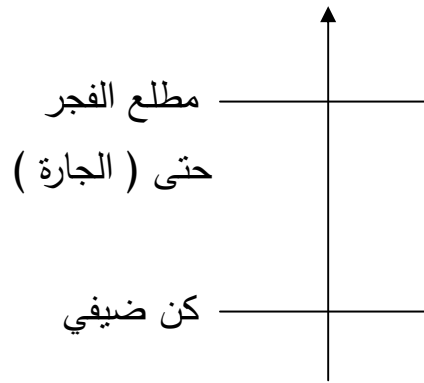 مطلع الفجر
حتى ( الجارة )
كن ضيفي